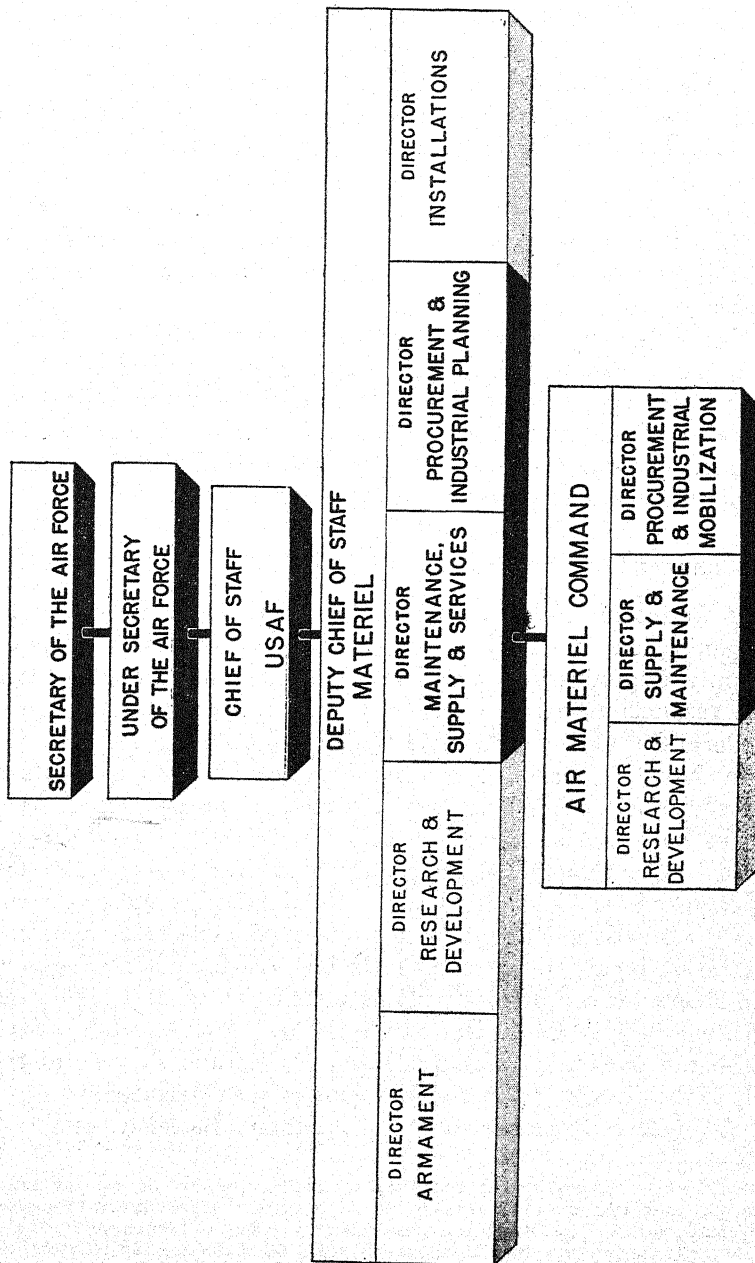 SECRETARY OF THE AIR FORCE
UNDER SECRETARY
OF THE AIR FORCE
CHIEF OF STAFF
USAF
DEPUTY CHIEF OF STAFF
MATERIEL
DIRECTOR
ARMAMENT
DIRECTOR
RESEARCH &
DEVELOPMENT
DIRECTOR
MAINTENANCE,
SUPPLY & SERVICES
DIRECTOR
PROCUREMENT &
INDUSTRIAL PLANNING
DIRECTOR
INSTALLATIONS
AIR MATERIEL COMMAND
DIRECTOR
RESEARCH &
DEVELOPMENT
DIRECTOR
SUPPLY &
MAINTENANCE
DIRECTOR
PROCUREMENT
& INDUSTRIAL
MOBILIZATION